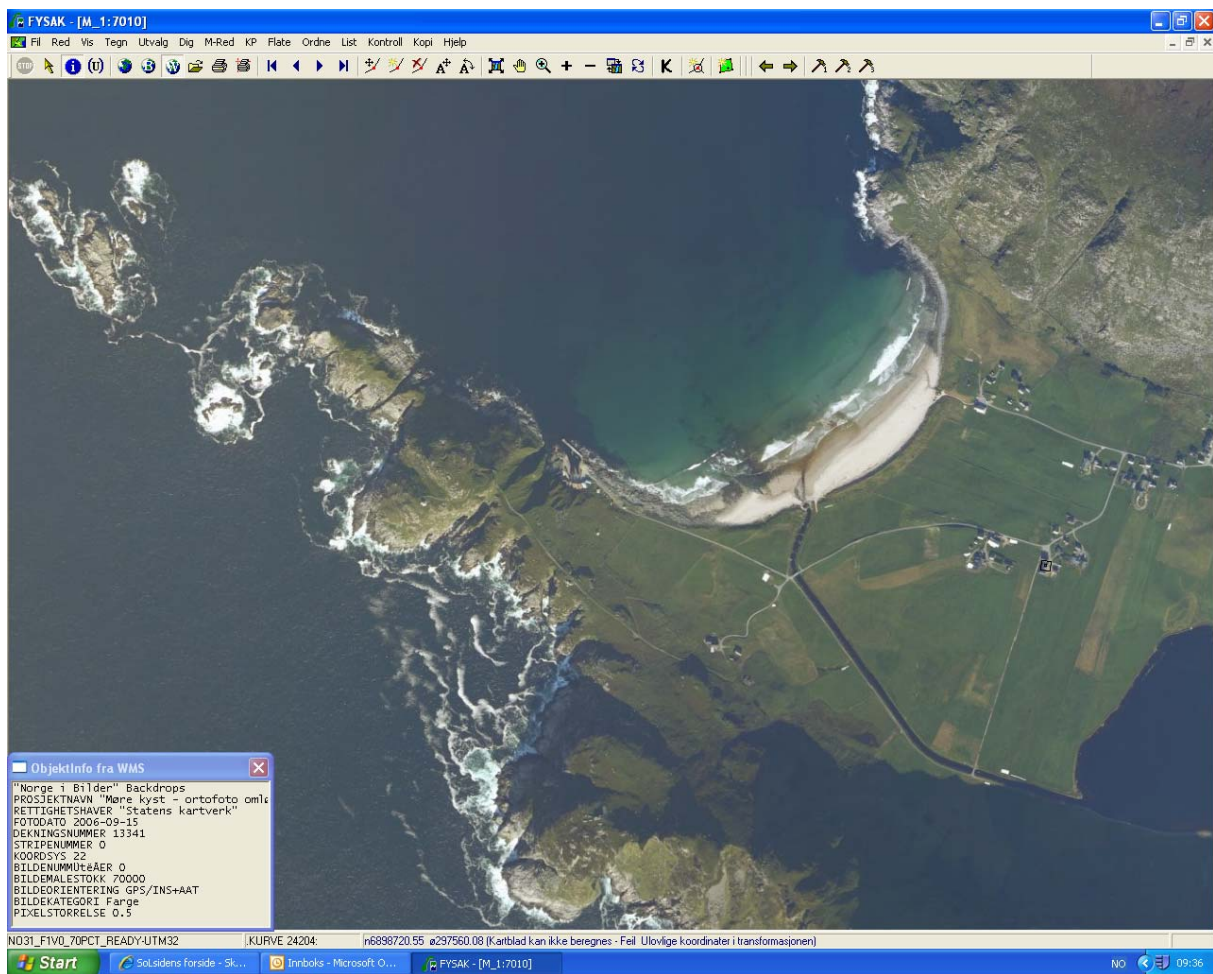 FYSAK - [M_1:7010]
Fil Red Vis Tegn Utvalg Dig M-Red KP Flate Ordne List Kontroll Kopi Hjelp
STOP
ObjektInfo fra WMS
"Norge i Bilder" Backdrops
PROSJEKTNAVN "Møre kyst - ortofoto omlø
RETTIGHETSHAVER "Statens kartverk"
FOTODATO 2006-09-15
DEKNINGSNUMMER 13341
STRIPENUMMER 0
KOORDSYS 22
BILDENUMMÜtëÅER 0
BILDEMALESTOKK 70000
BILDEORIENTERING GPS/INS+AAT
BILDEKATEGORI Farge
PIXELSTORRELSE 0.5
NO31_F1V0_70PCT_READY-UTM32 .KURVE 24204: n6898720.55 ø297560.08 (Kartblad kan ikke beregnes - Feil Ulovlige koordinater i transformasjonen)
Start SoLsidens forside - Sk... Innboks - Microsoft O... FYSAK - [M_1:7010] NO 09:36